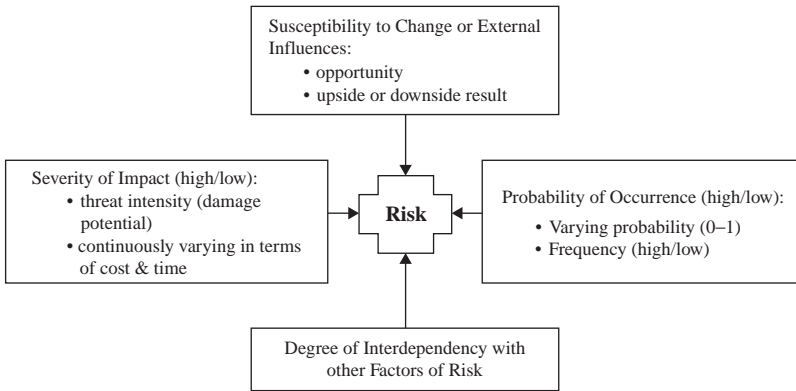 Susceptibility to Change or External
Influences:
• opportunity
• upside or downside result
Severity of Impact (high/low):
• threat intensity (damage
potential)
• continuously varying in terms
of cost & time
Risk
Probability of Occurrence (high/low):
• Varying probability (0–1)
• Frequency (high/low)
Degree of Interdependency with
other Factors of Risk